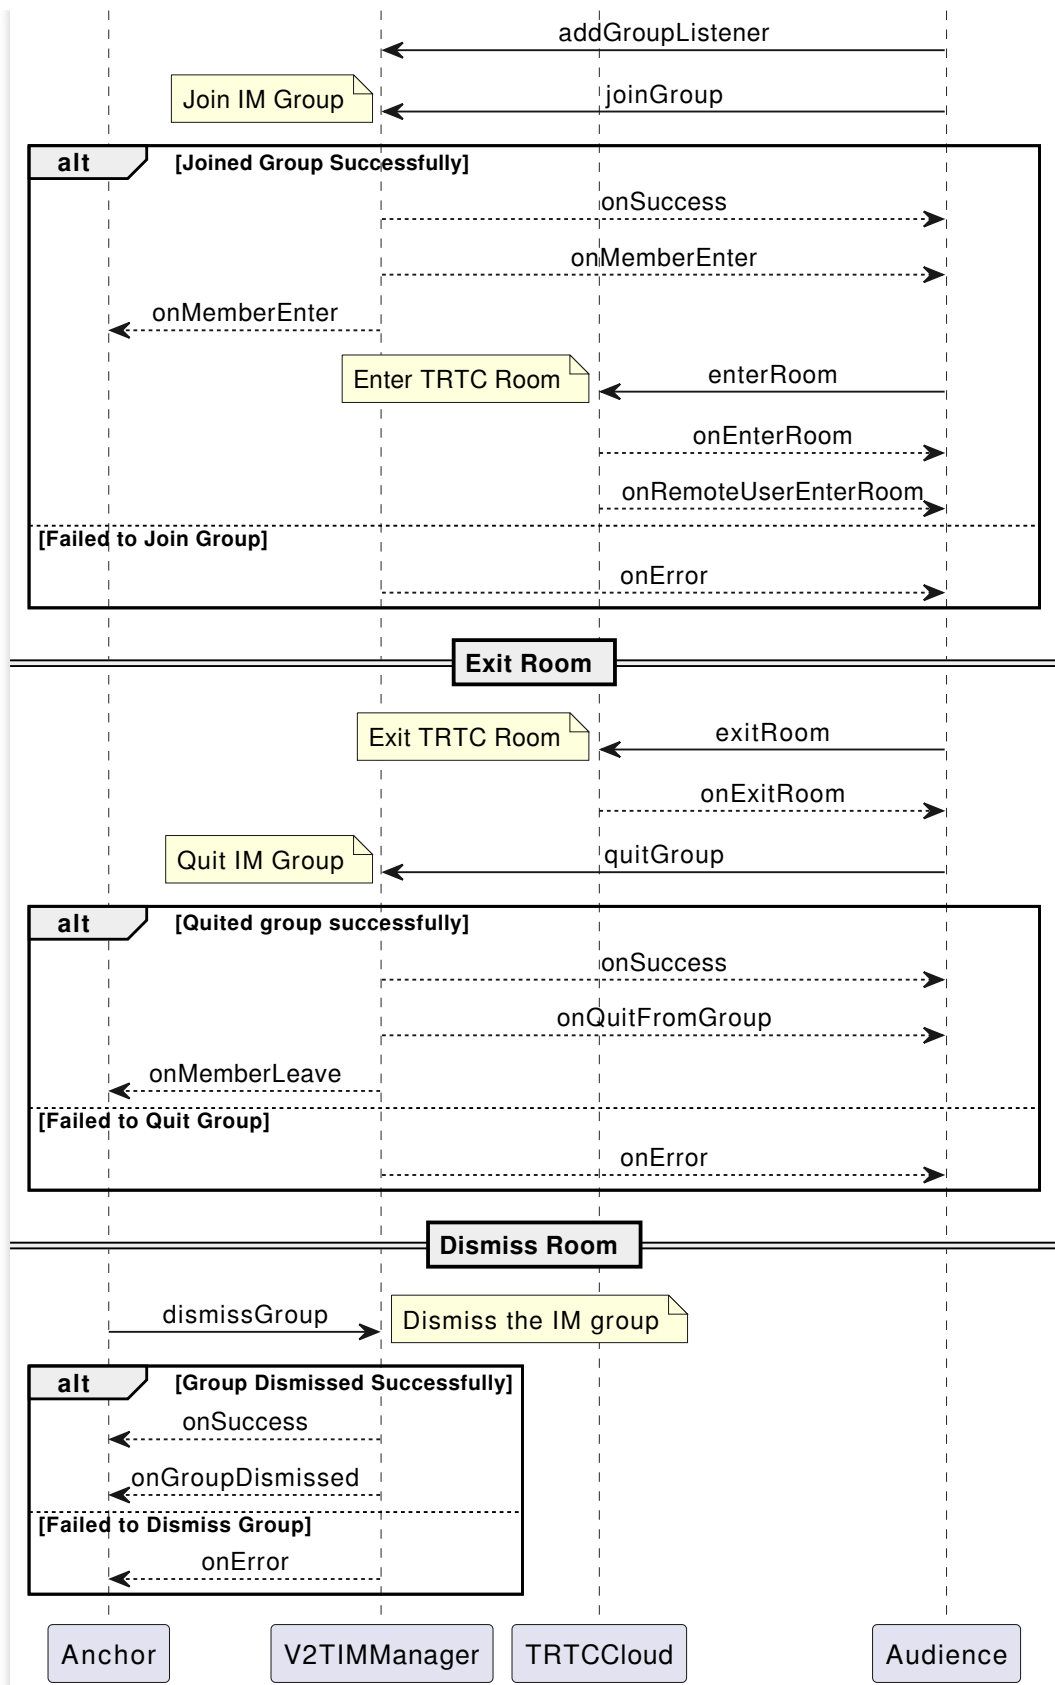 addGroupListener
Join IM Group
joinGroup
alt
[Joined Group Successfully]
onSuccess
onMemberEnter
onMemberEnter
Enter TRTC Room
enterRoom
onEnterRoom
onRemoteUserEnterRoom
[Failed to Join Group]
onError
Exit Room
Exit TRTC Room
exitRoom
onExitRoom
Quit IM Group
quitGroup
alt
[Quited group successfully]
onSuccess
onQuitFromGroup
onMemberLeave
[Failed to Quit Group]
onError
Dismiss Room
dismissGroup
Dismiss the IM group
alt
[Group Dismissed Successfully]
onSuccess
onGroupDismissed
[Failed to Dismiss Group]
onError
Anchor
V2TIMManager
TRTCCloud
Audience